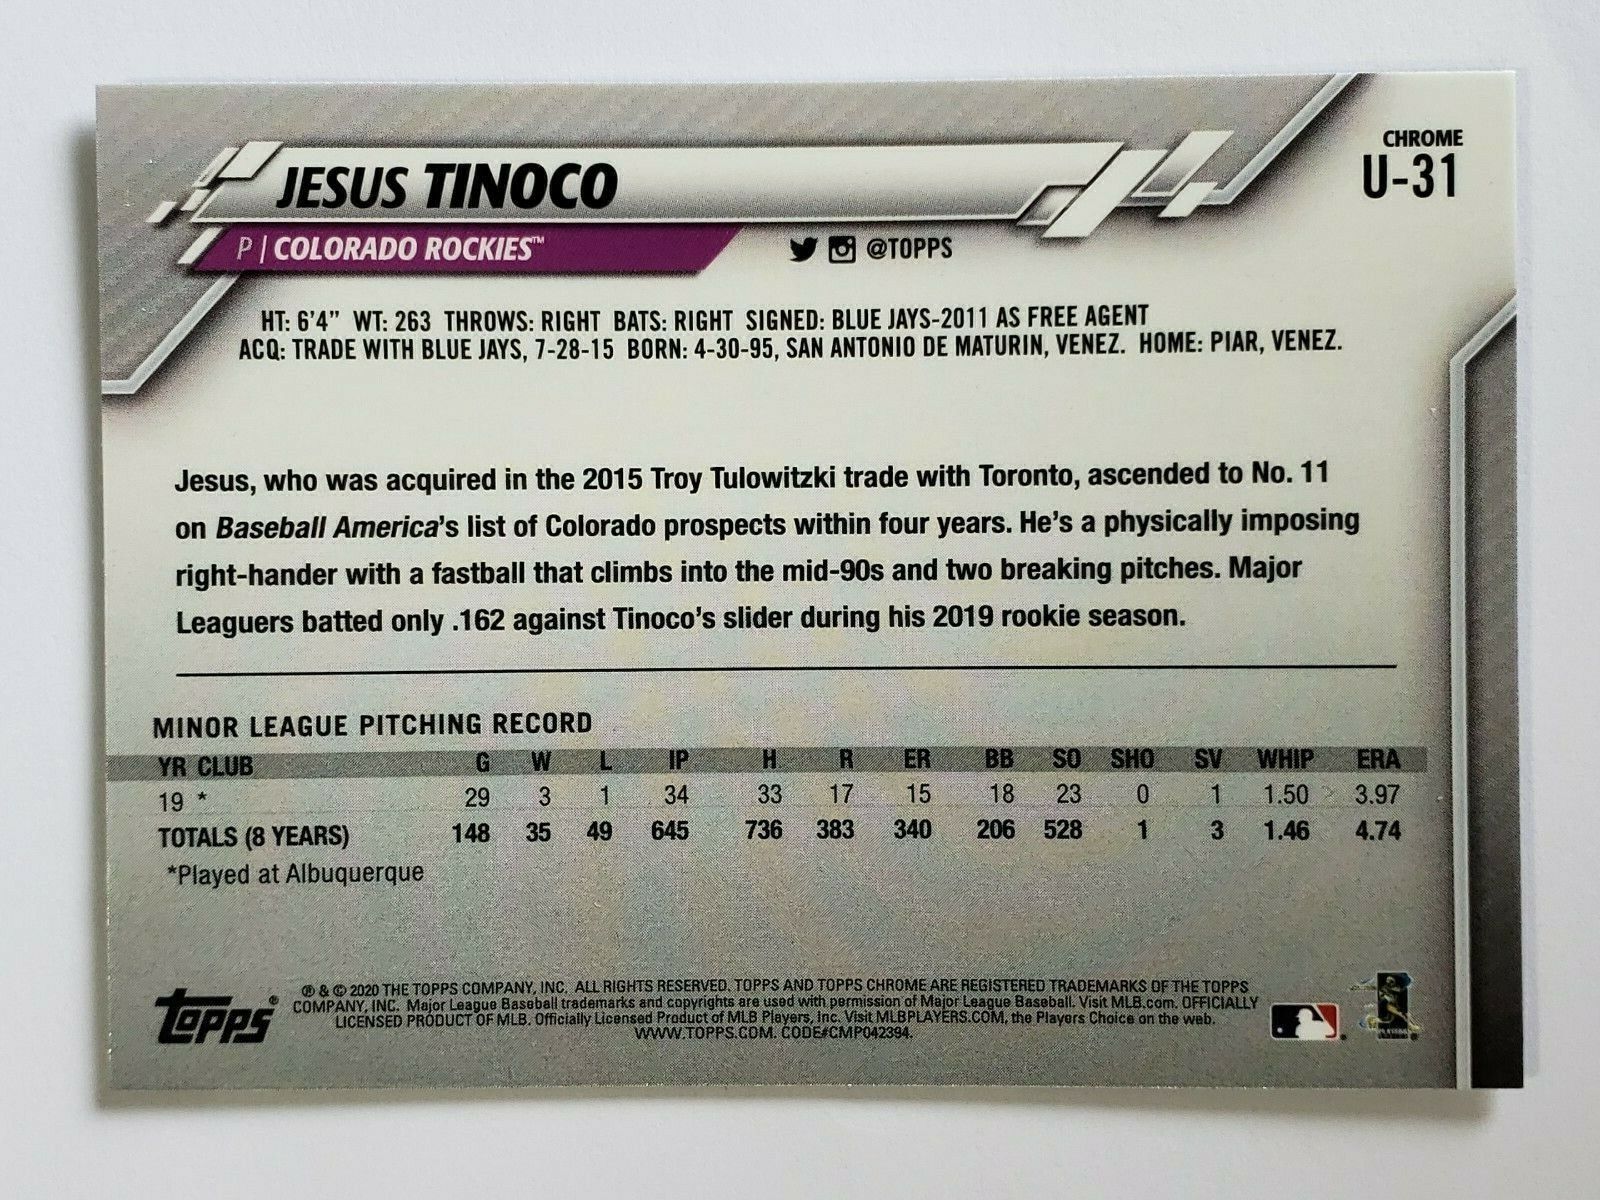 CHROME
U-31
JESUS TINOCO
P | COLORADO ROCKIES™
@TOPPS
HT: 6'4" WT: 263 THROWS: RIGHT BATS: RIGHT SIGNED: BLUE JAYS-2011 AS FREE AGENT
ACQ: TRADE WITH BLUE JAYS, 7-28-15 BORN: 4-30-95, SAN ANTONIO DE MATURIN, VENEZ. HOME: PIAR, VENEZ.
Jesus, who was acquired in the 2015 Troy Tulowitzki trade with Toronto, ascended to No. 11
on Baseball America's list of Colorado prospects within four years. He's a physically imposing
right-hander with a fastball that climbs into the mid-90s and two breaking pitches. Major
Leaguers batted only .162 against Tinoco's slider during his 2019 rookie season.
MINOR LEAGUE PITCHING RECORD
YR CLUB G W L IP H R ER BB SO SHO SV WHIP ERA
19 * 29 3 1 34 33 17 15 18 23 0 1 1.50 3.97
TOTALS (8 YEARS) 148 35 49 645 736 383 340 206 528 1 3 1.46 4.74
*Played at Albuquerque
topps®
® & © 2020 THE TOPPS COMPANY, INC. ALL RIGHTS RESERVED. TOPPS AND TOPPS CHROME ARE REGISTERED TRADEMARKS OF THE TOPPS
COMPANY, INC. Major League Baseball trademarks and copyrights are used with permission of Major League Baseball. Visit MLB.com. OFFICIALLY
LICENSED PRODUCT OF MLB. Officially Licensed Product of MLB Players, Inc. Visit MLBPLAYERS.COM, the Players Choice on the web.
WWW.TOPPS.COM. CODE#CMP042394.